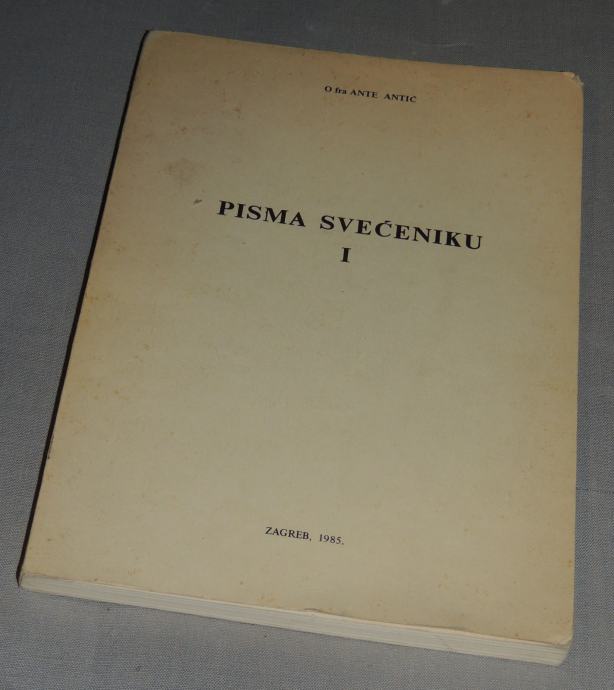 O fra ANTE ANTIĆ
PISMA SVEĆENIKU
I
ZAGREB, 1985.